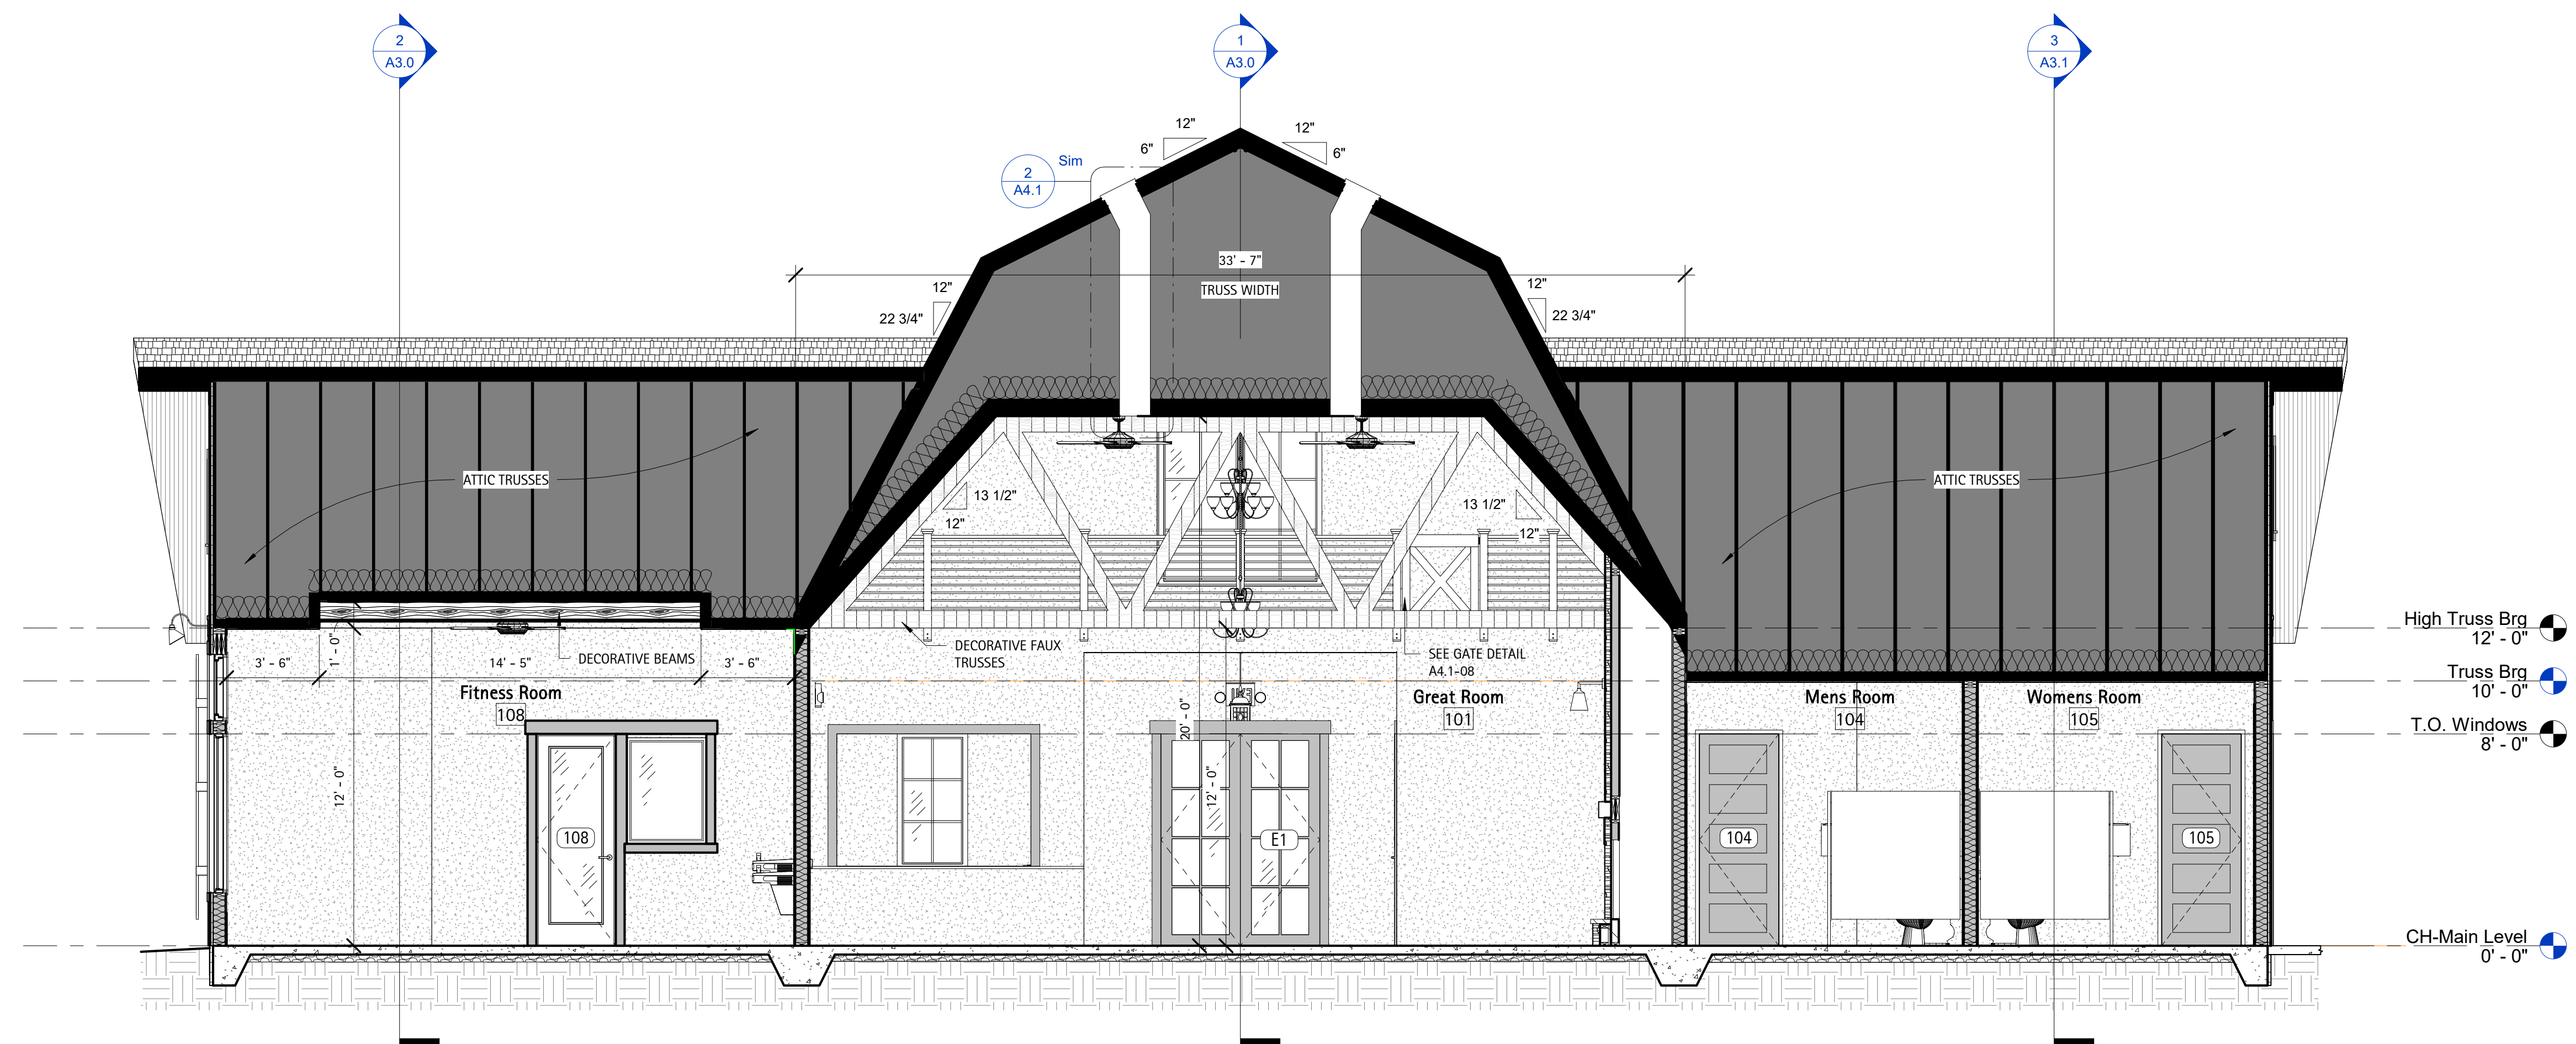 2
A3.0
1
A3.0
3
A3.1
12"
6"
12"
6"
Sim
2
A4.1
33' - 7"
TRUSS WIDTH
12"
22 3/4"
12"
22 3/4"
ATTIC TRUSSES
ATTIC TRUSSES
13 1/2"
12"
13 1/2"
12"
High Truss Brg
12' - 0"
DECORATIVE FAUX
TRUSSES
SEE GATE DETAIL
A4.1-08
DECORATIVE BEAMS
3' - 6"
1' - 0"
14' - 5"
3' - 6"
Truss Brg
10' - 0"
Fitness Room
108
Great Room
101
Mens Room
104
Womens Room
105
T.O. Windows
8' - 0"
20' - 0"
12' - 0"
12' - 0"
108
E1
104
105
CH-Main Level
0' - 0"